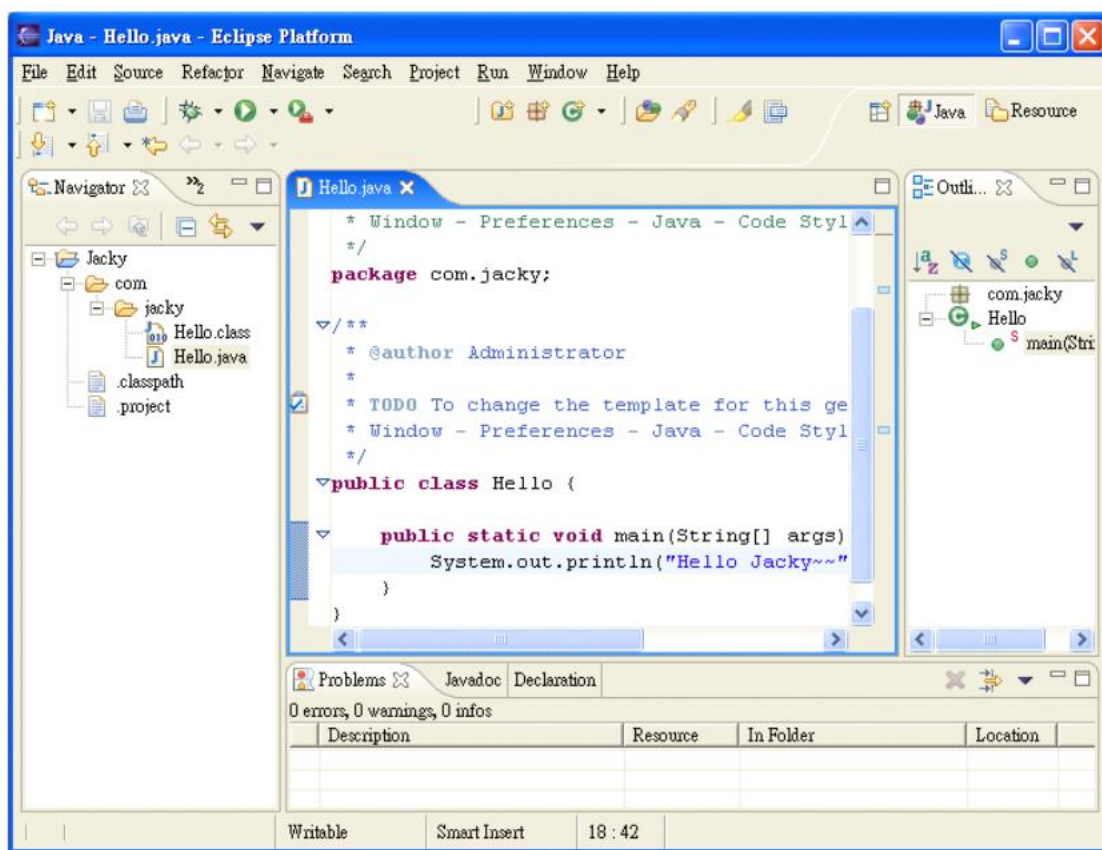 Java - Hello.java - Eclipse Platform
File Edit Source Refactor Navigate Search Project Run Window Help
Java Resource
Navigator
Hello.java
Outli...
Jacky
com
jacky
Hello.class
Hello.java
.classpath
.project
* Window - Preferences - Java - Code Styl
*/
package com.jacky;
/**
* @author Administrator
*
* TODO To change the template for this ge
* Window - Preferences - Java - Code Styl
*/
public class Hello {
public static void main(String[] args)
System.out.println("Hello Jacky~~"
}
}
com.jacky
Hello
main(Stri
Problems Javadoc Declaration
0 errors, 0 warnings, 0 infos
Description Resource In Folder Location
Writable Smart Insert 18 : 42